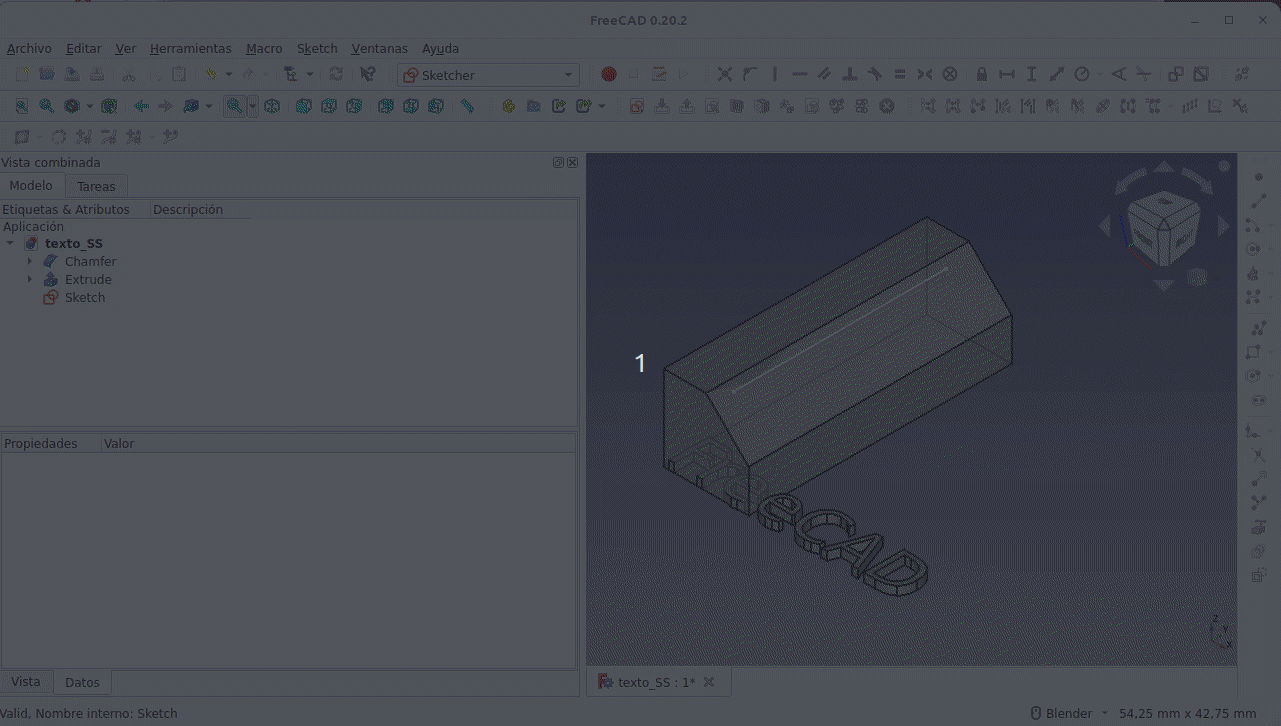 FreeCAD 0.20.2
Archivo Editar Ver Herramientas Macro Sketch Ventanas Ayuda
Sketcher
Vista combinada
Modelo Tareas
Etiquetas & Atributos Descripción
Aplicación
texto_SS
Chamfer
Extrude
Sketch
1
eCAD
Propiedades Valor
Z
Y
X
Vista Datos
texto_SS : 1*
Valid, Nombre interno: Sketch
Blender 54,25 mm x 42,75 mm